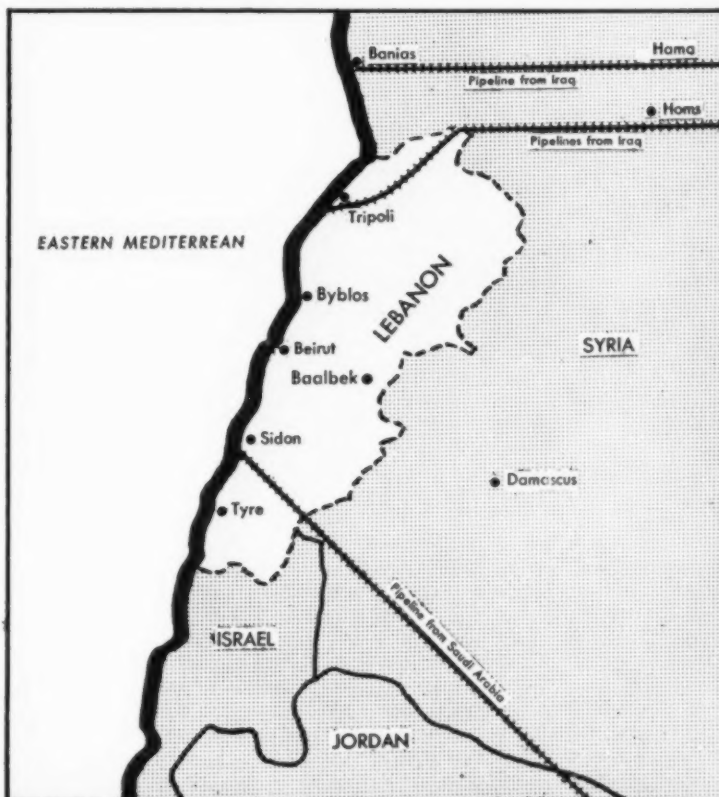 Banias
Hama
Pipeline from Iraq
Homs
Pipelines from Iraq
Tripoli
EASTERN MEDITERREAN
Byblos
LEBANON
Beirut
SYRIA
Baalbek
Sidon
Damascus
Tyre
Pipeline from Saudi Arabia
ISRAEL
JORDAN